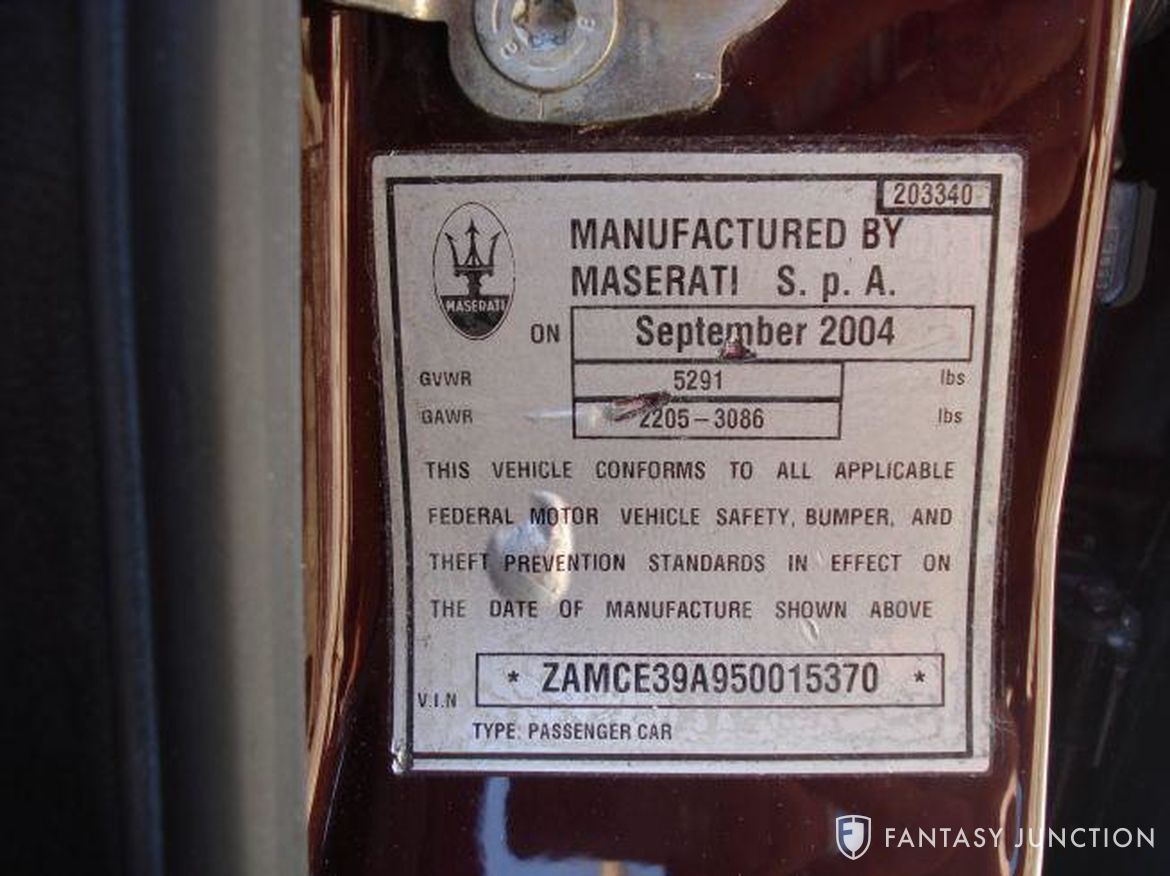 203340
MANUFACTURED BY
MASERATI S. p. A.
MASERATI
ON September 2004
GVWR 5291 lbs
GAWR 2205-3086 lbs
THIS VEHICLE CONFORMS TO ALL APPLICABLE
FEDERAL MOTOR VEHICLE SAFETY, BUMPER, AND
THEFT PREVENTION STANDARDS IN EFFECT ON
THE DATE OF MANUFACTURE SHOWN ABOVE
V.I.N * ZAMCE39A950015370 *
TYPE: PASSENGER CAR
FANTASY JUNCTION